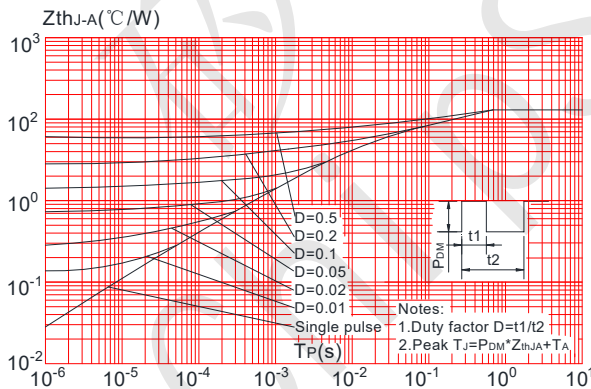 ZthJ-A(℃/W)
10³
10²
10⁰
10⁻¹
10⁻²
D=0.5
D=0.2
D=0.1
D=0.05
D=0.02
D=0.01
Single pulse
TP(s)
PDM
t1
t2
Notes:
1.Duty factor D=t1/t2
2.Peak TJ=PDM*ZthJA+TA
10⁻⁶ 10⁻⁵ 10⁻⁴ 10⁻³ 10⁻² 10⁻¹ 10⁰ 10¹